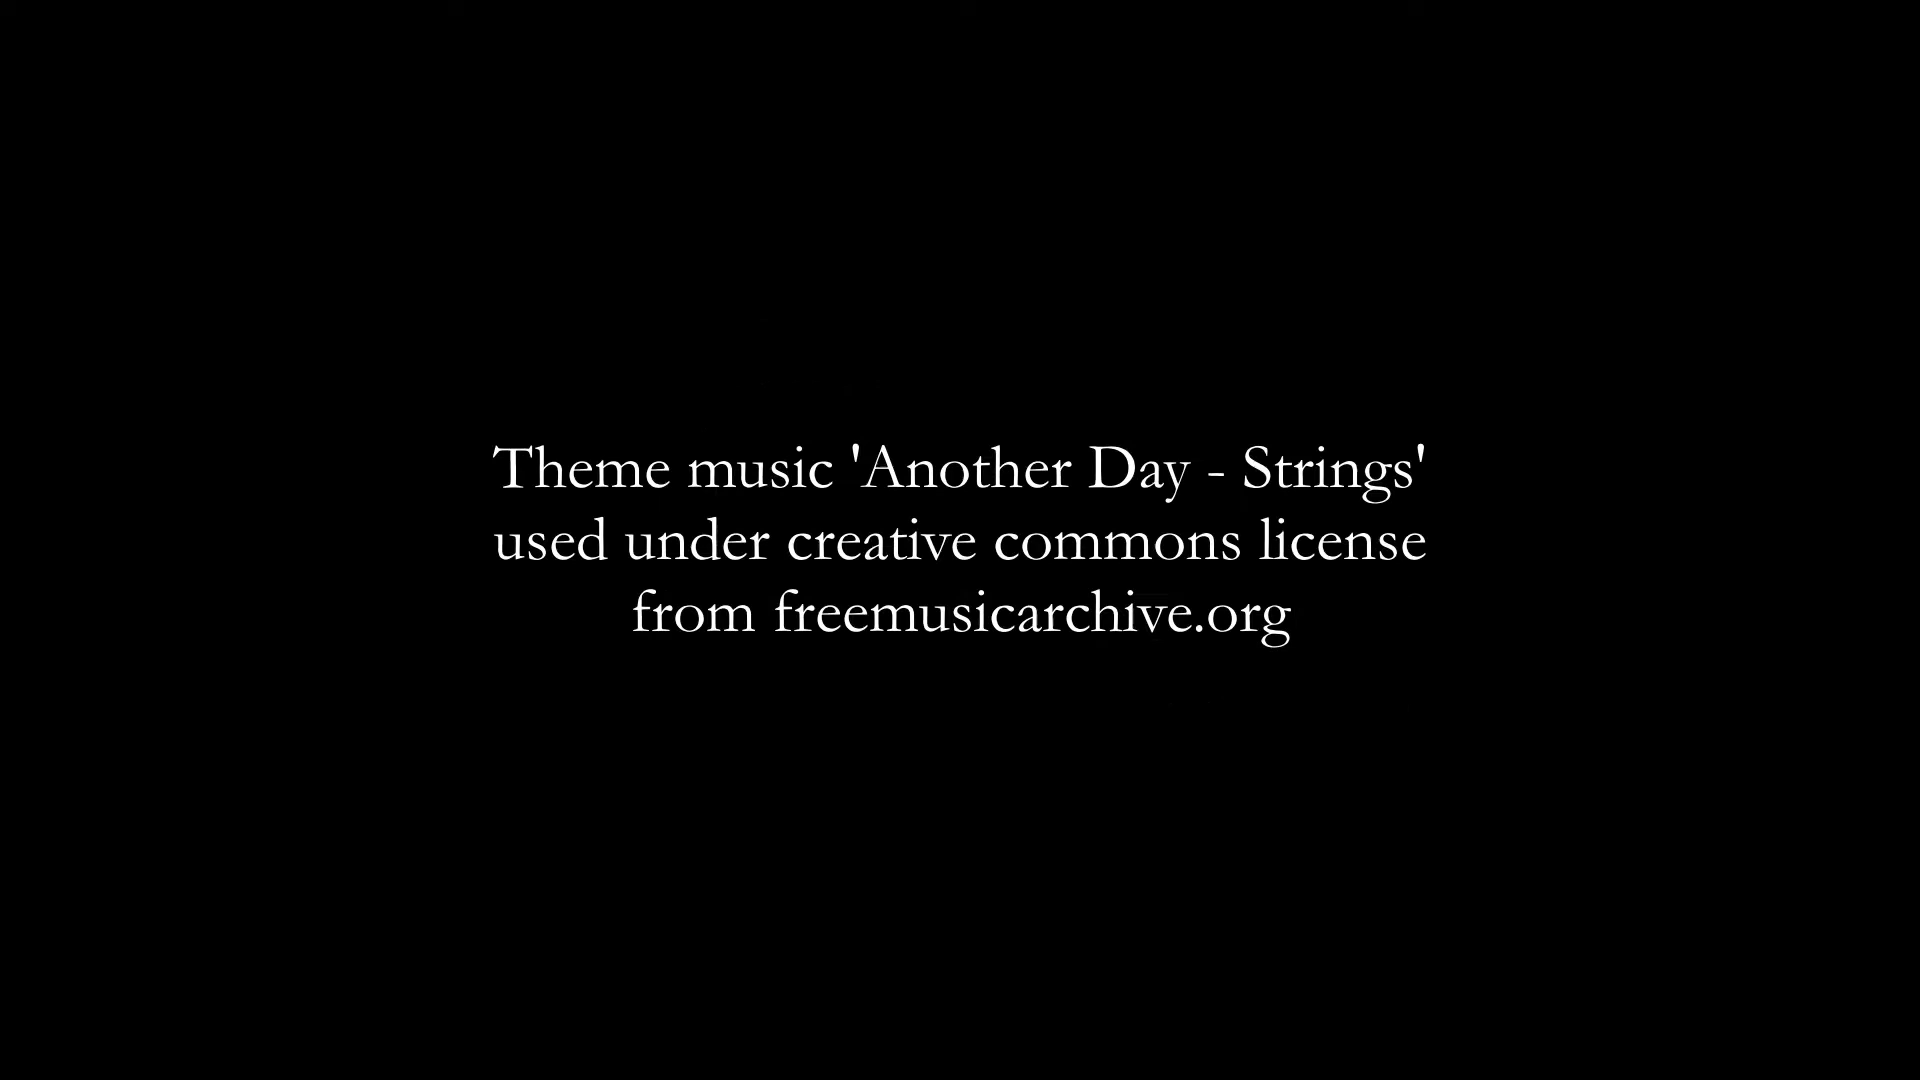 Theme music 'Another Day - Strings'
used under creative commons license
from freemusicarchive.org